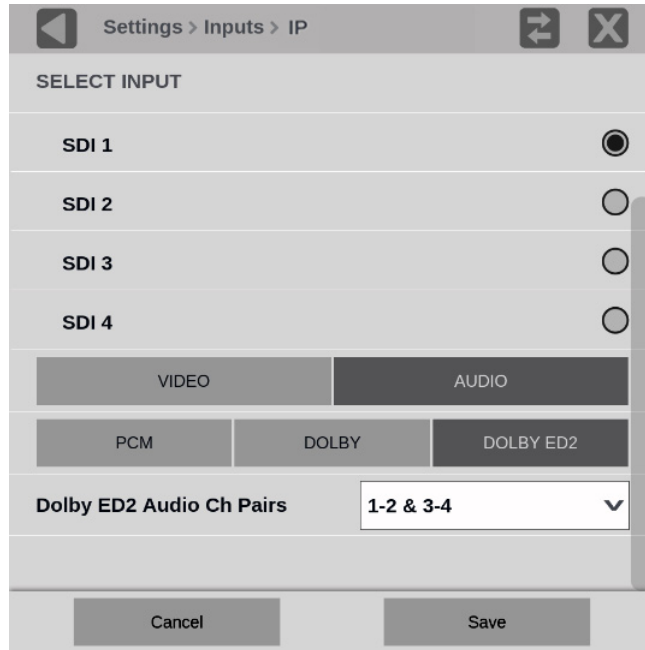 Settings > Inputs > IP
SELECT INPUT
SDI 1
SDI 2
SDI 3
SDI 4
VIDEO AUDIO
PCM DOLBY DOLBY ED2
Dolby ED2 Audio Ch Pairs 1-2 & 3-4
Cancel Save